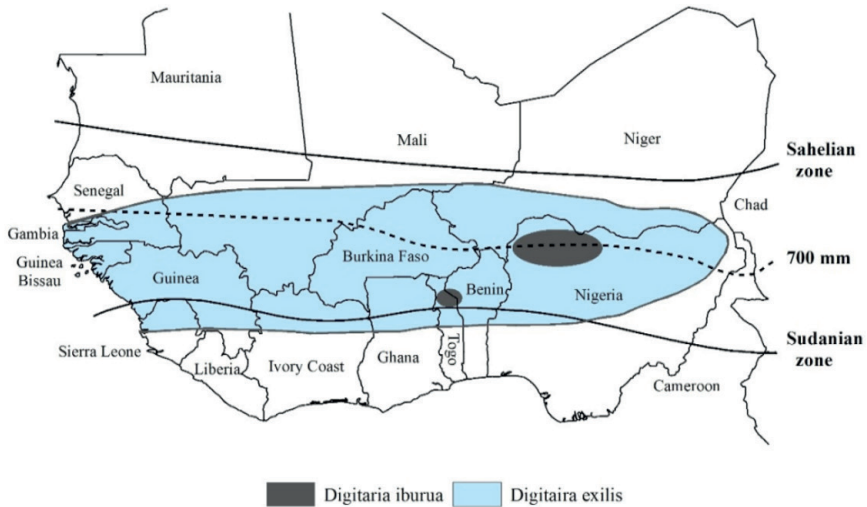 Mauritania
Mali
Niger
Sahelian
zone
Senegal
Chad
Gambia
Guinea
Bissau
Guinea
Burkina Faso
Benin
Nigeria
700 mm
Sierra Leone
Liberia
Ivory Coast
Ghana
Togo
Cameroon
Sudanian
zone
Digitaria iburua
Digitaira exilis